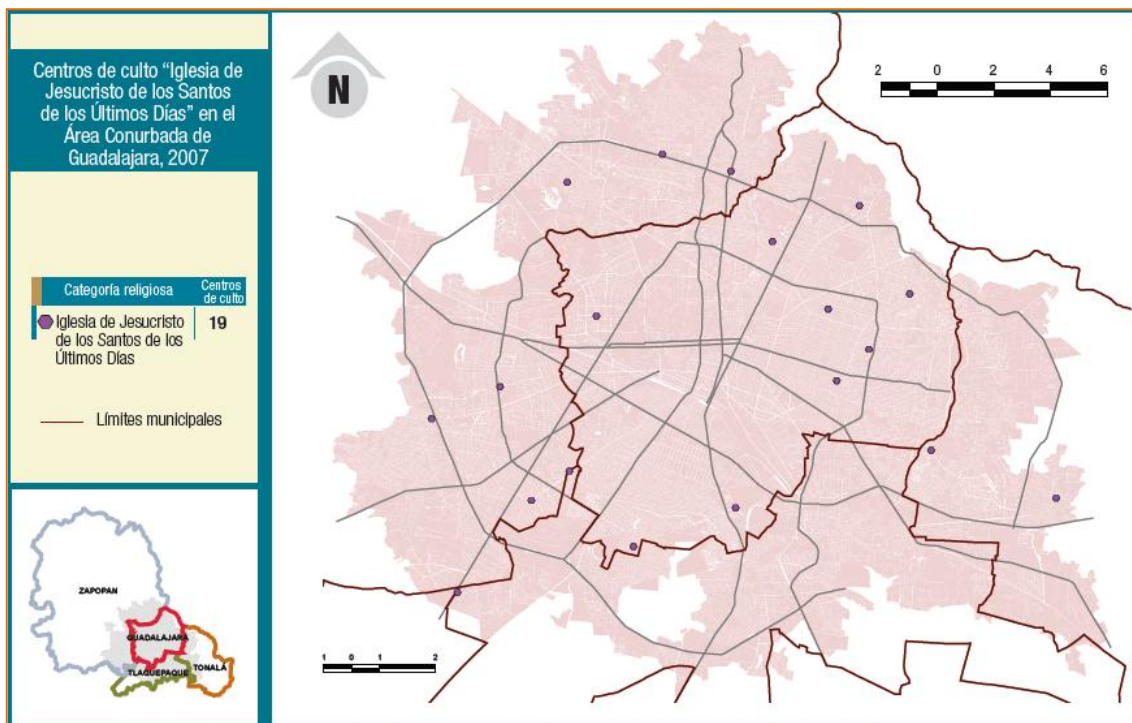 Centros de culto “Iglesia de
Jesucristo de los Santos
de los Últimos Días” en el
Área Conurbada de
Guadalajara, 2007
Categoría religiosa
Centros
de culto
Iglesia de Jesucristo
de los Santos de los
Últimos Días
19
Límites municipales
ZAPOPAN
GUADALAJARA
TLAQUEPAQUE
TONALÁ
N
2 0 2 4 6
1 0 1 2